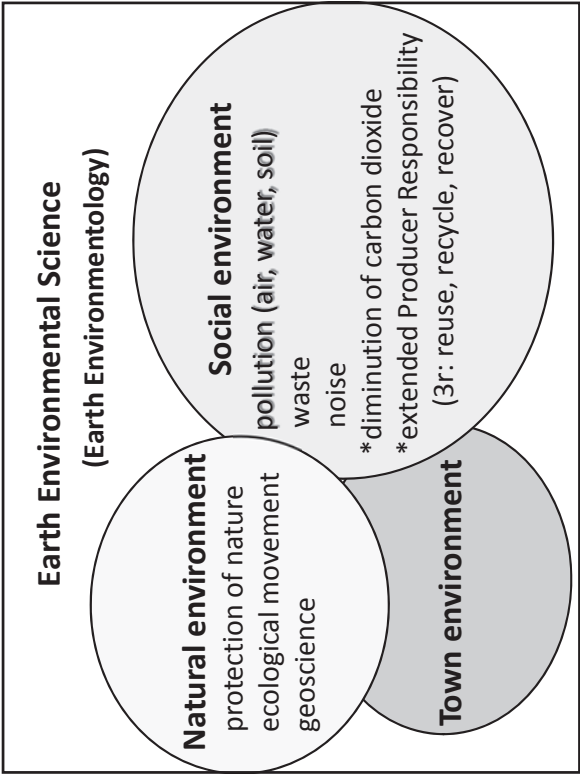 Earth Environmental Science
(Earth Environmentology)
Natural environment
protection of nature
ecological movement
geoscience
Social environment
pollution (air, water, soil)
waste
noise
*diminution of carbon dioxide
*extended Producer Responsibility
(3r: reuse, recycle, recover)
Town environment